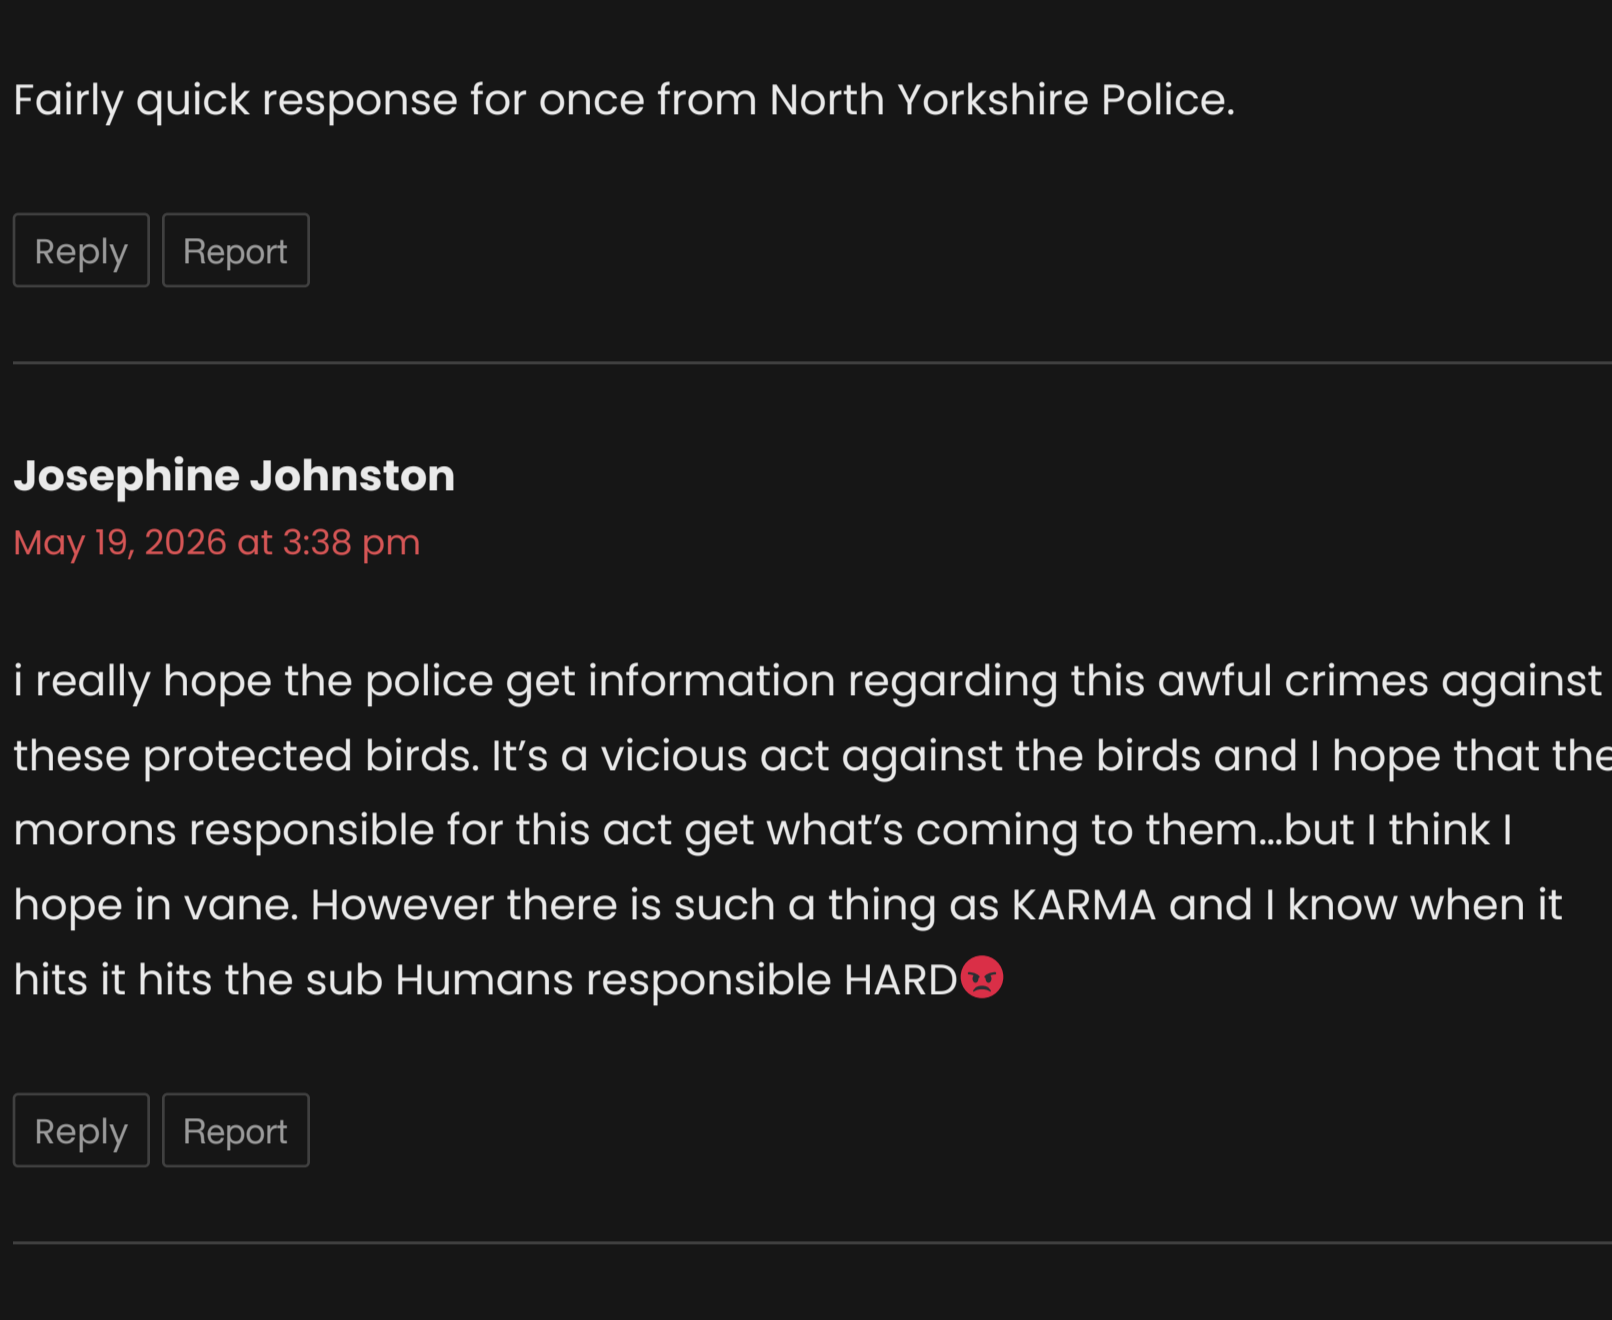 Fairly quick response for once from North Yorkshire Police.
Reply Report
Josephine Johnston
May 19, 2026 at 3:38 pm
i really hope the police get information regarding this awful crimes against
these protected birds. It’s a vicious act against the birds and I hope that the
morons responsible for this act get what’s coming to them…but I think I
hope in vane. However there is such a thing as KARMA and I know when it
hits it hits the sub Humans responsible HARD😡
Reply Report